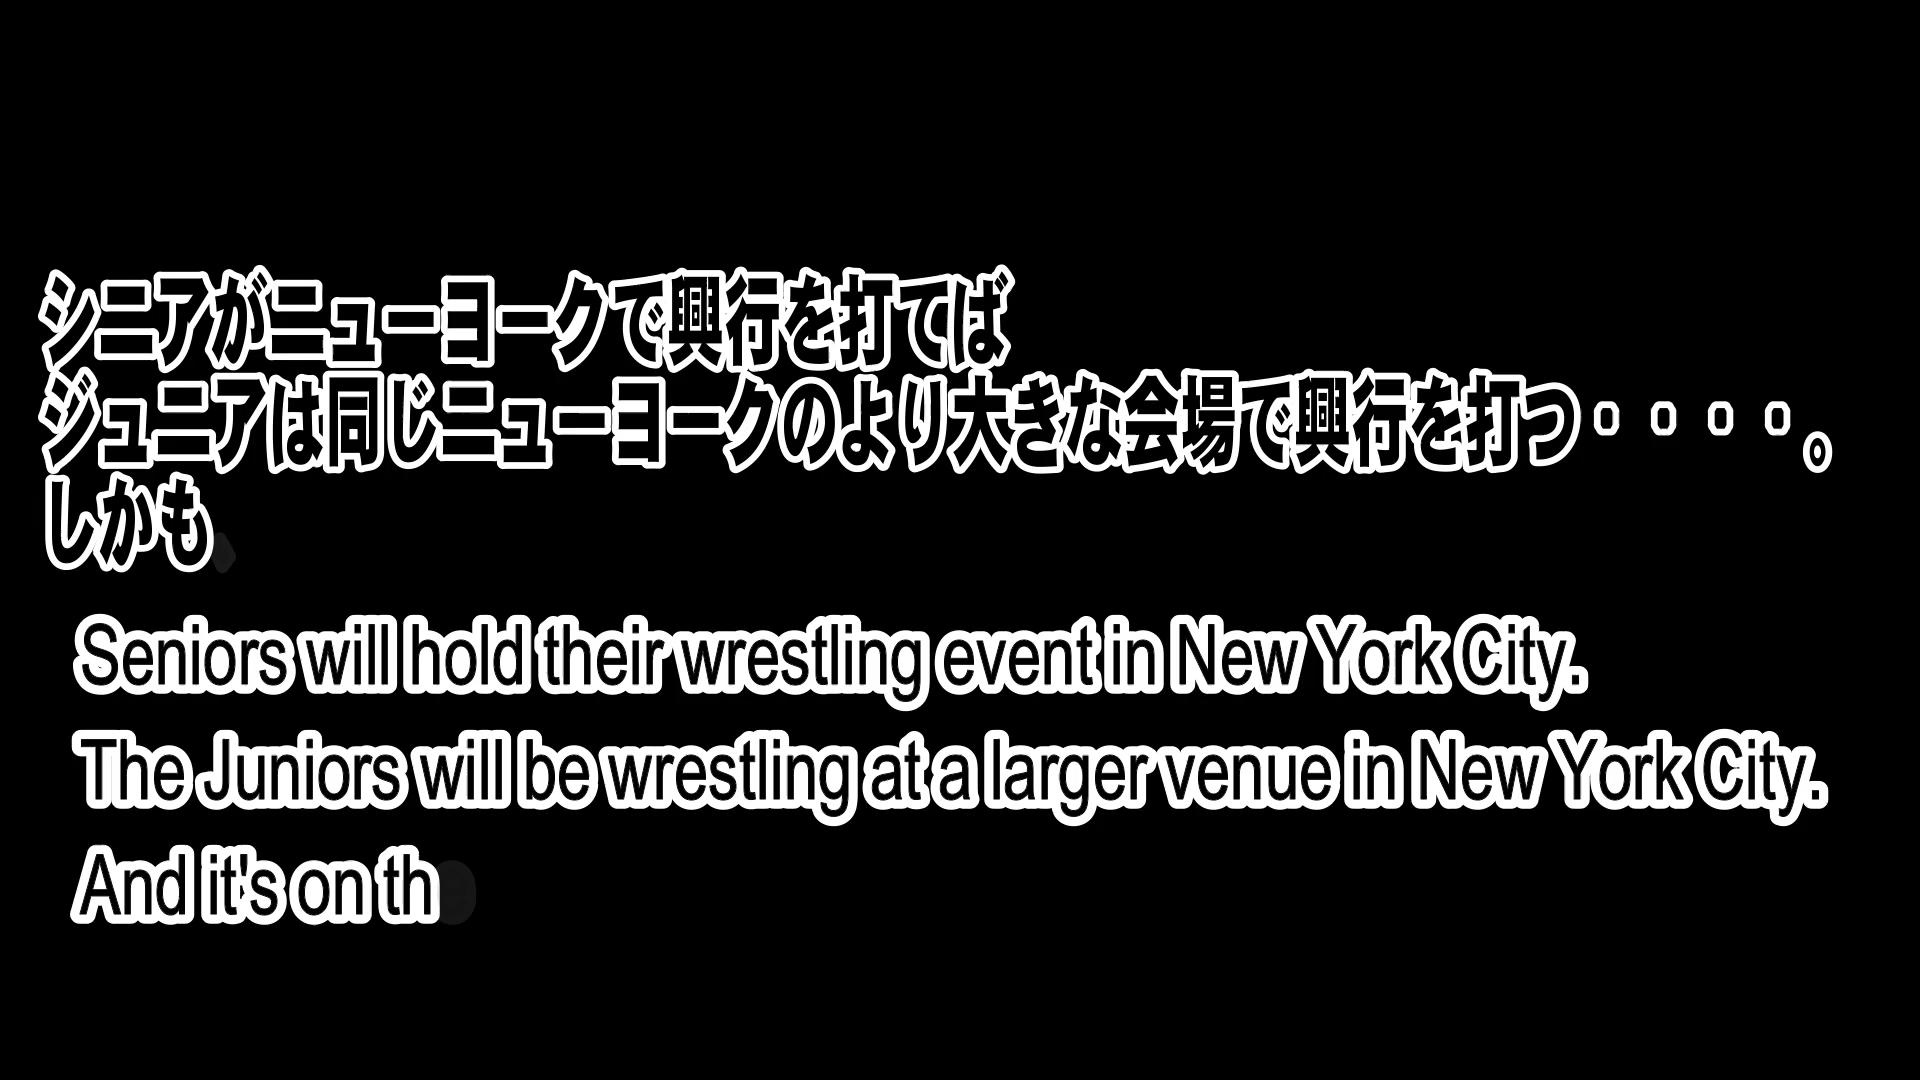 シニアがニューヨークで興行を打てば
ジュニアは同じニューヨークのより大きな会場で興行を打つ・・・・。
しかも、
Seniors will hold their wrestling event in New York City.
The Juniors will be wrestling at a larger venue in New York City.
And it's on th